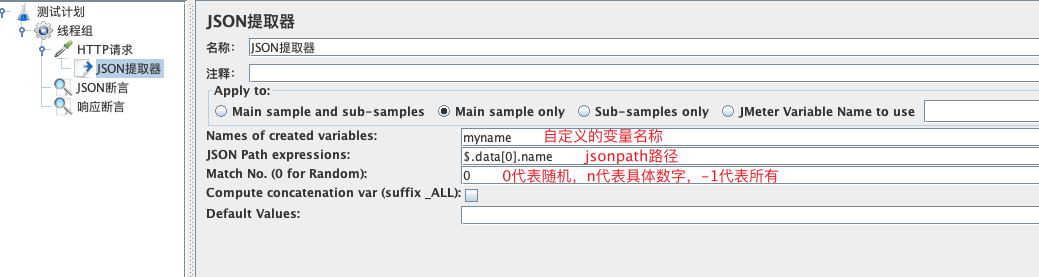 测试计划
线程组
HTTP请求
JSON提取器
JSON断言
响应断言
JSON提取器
名称: JSON提取器
注释:
Apply to:
Main sample and sub-samples Main sample only Sub-samples only JMeter Variable Name to use
Names of created variables: myname 自定义的变量名称
JSON Path expressions: $.data[0].name jsonpath路径
Match No. (0 for Random): 0 0代表随机，n代表具体数字，-1代表所有
Compute concatenation var (suffix _ALL):
Default Values: